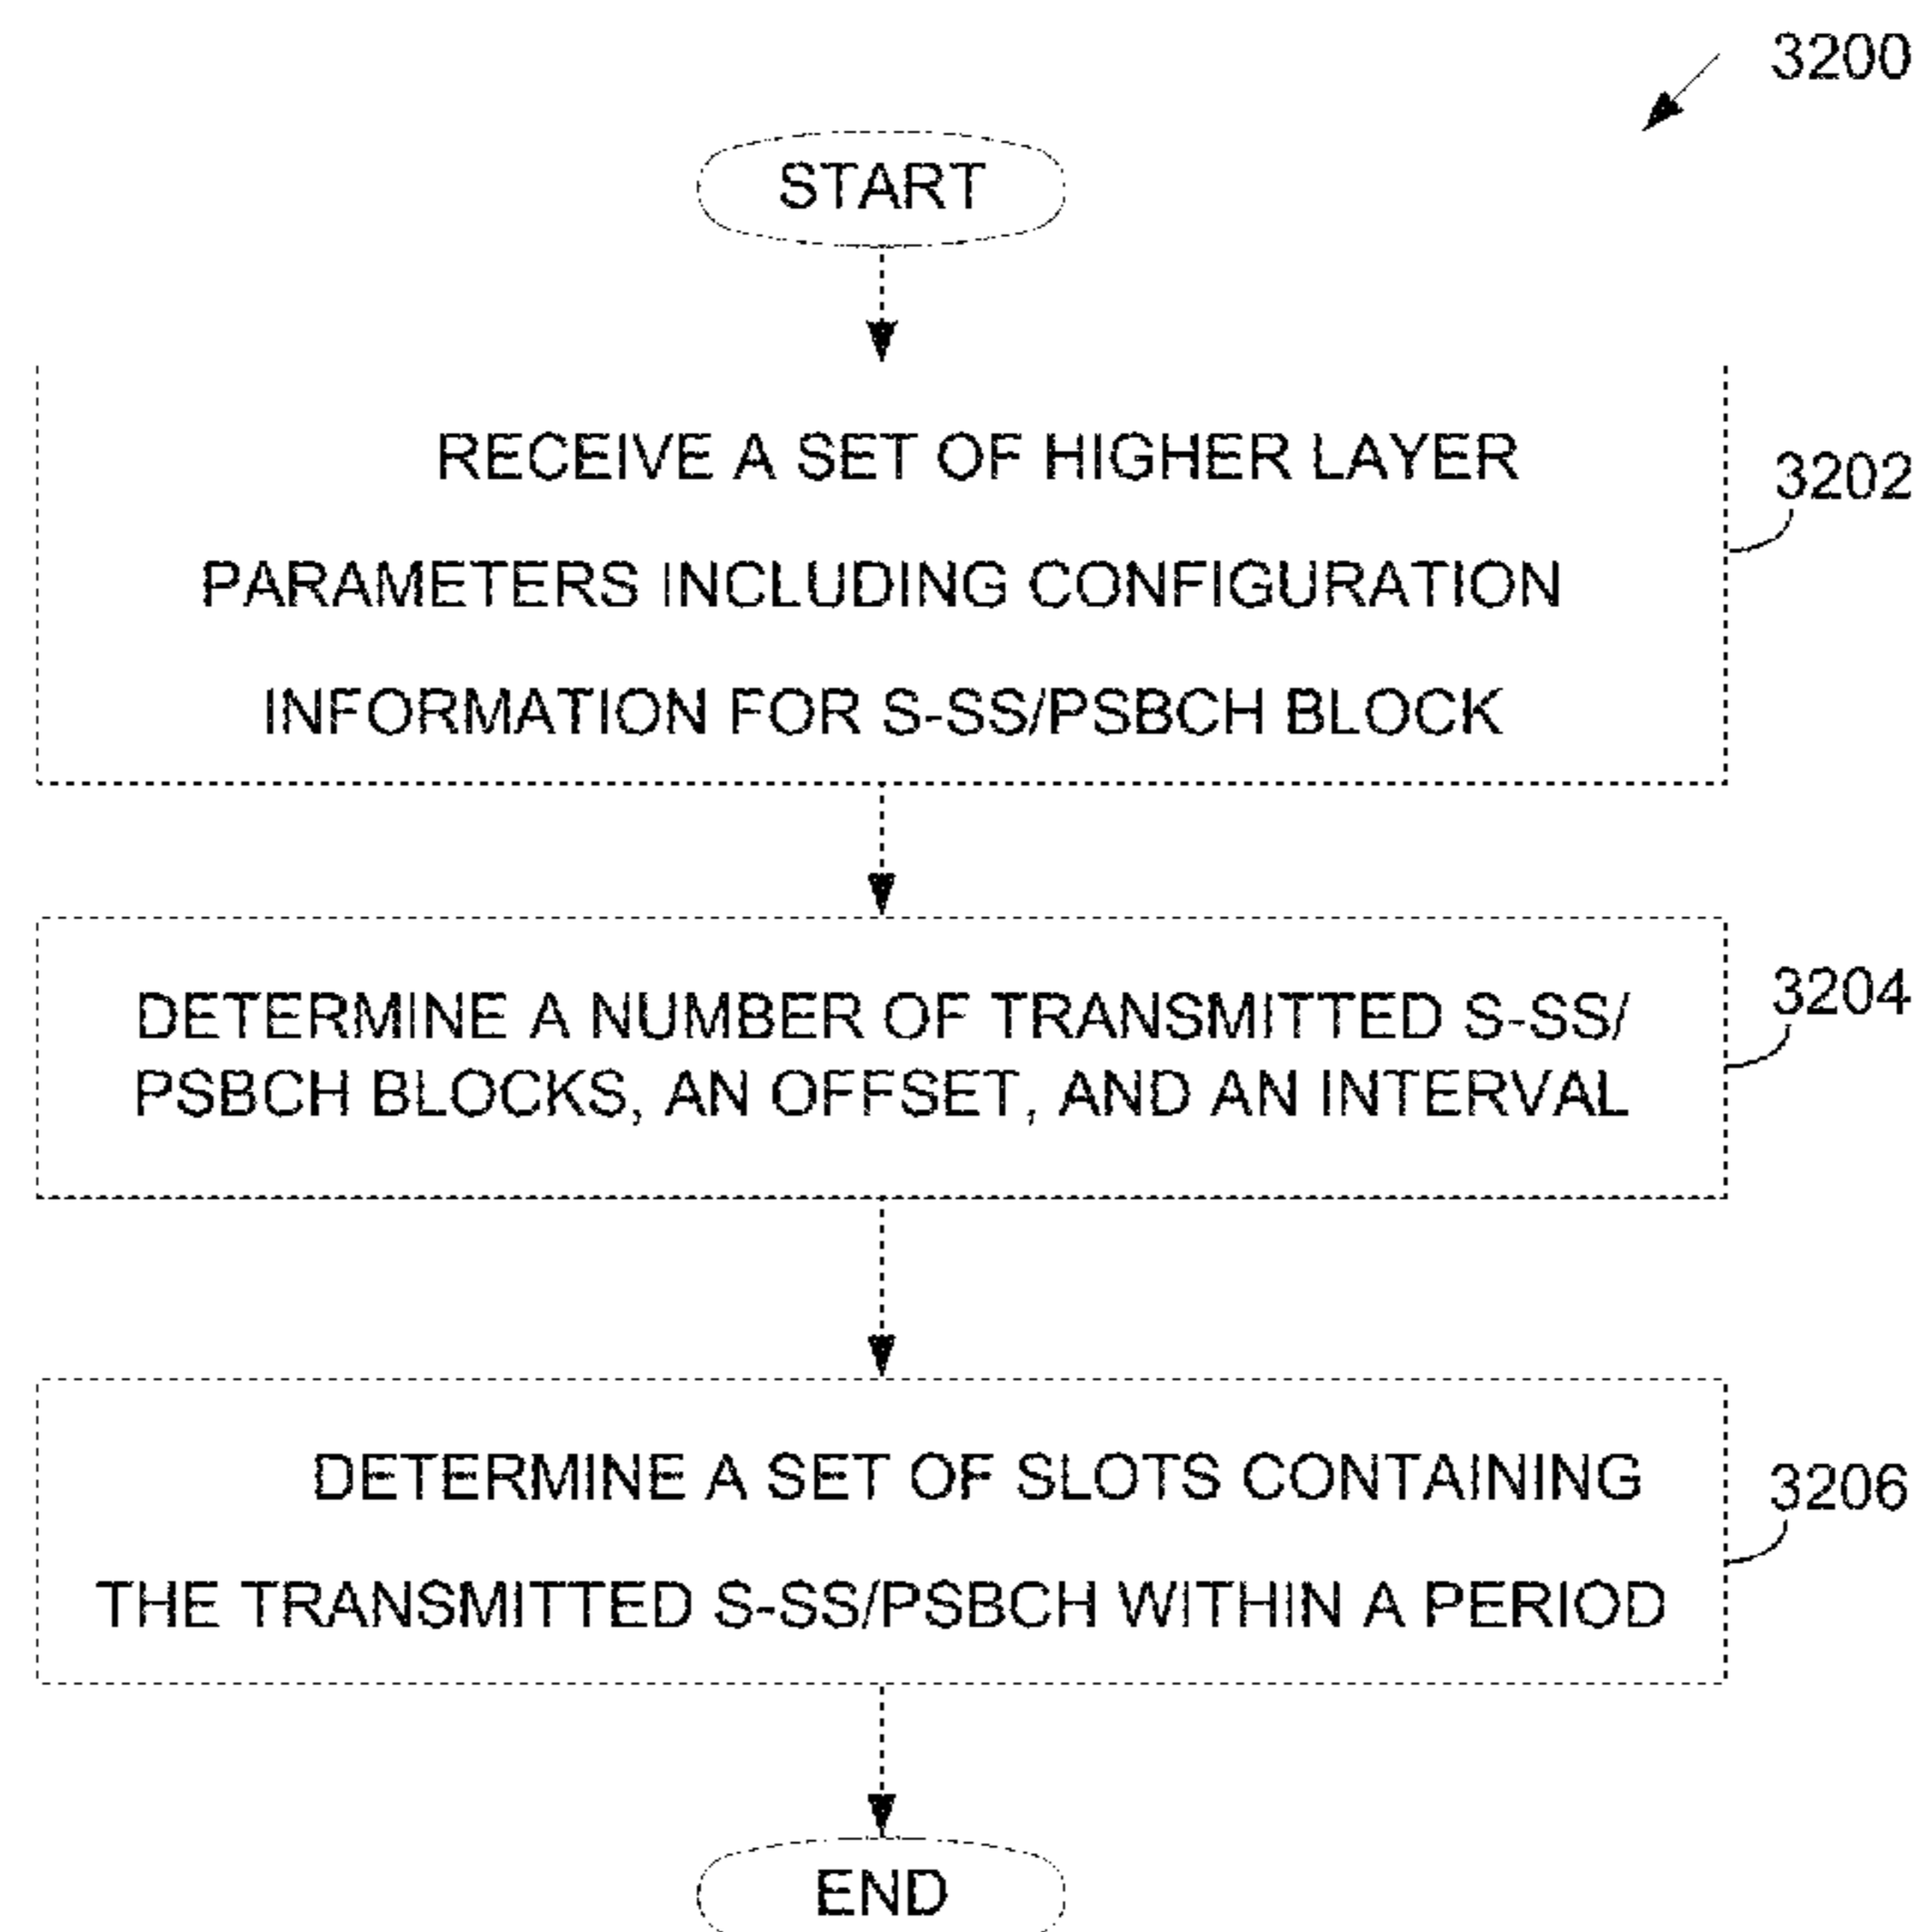 3200
START
RECEIVE A SET OF HIGHER LAYER
PARAMETERS INCLUDING CONFIGURATION
INFORMATION FOR S-SS/PSBCH BLOCK
3202
DETERMINE A NUMBER OF TRANSMITTED S-SS/
PSBCH BLOCKS, AN OFFSET, AND AN INTERVAL
3204
DETERMINE A SET OF SLOTS CONTAINING
THE TRANSMITTED S-SS/PSBCH WITHIN A PERIOD
3206
END